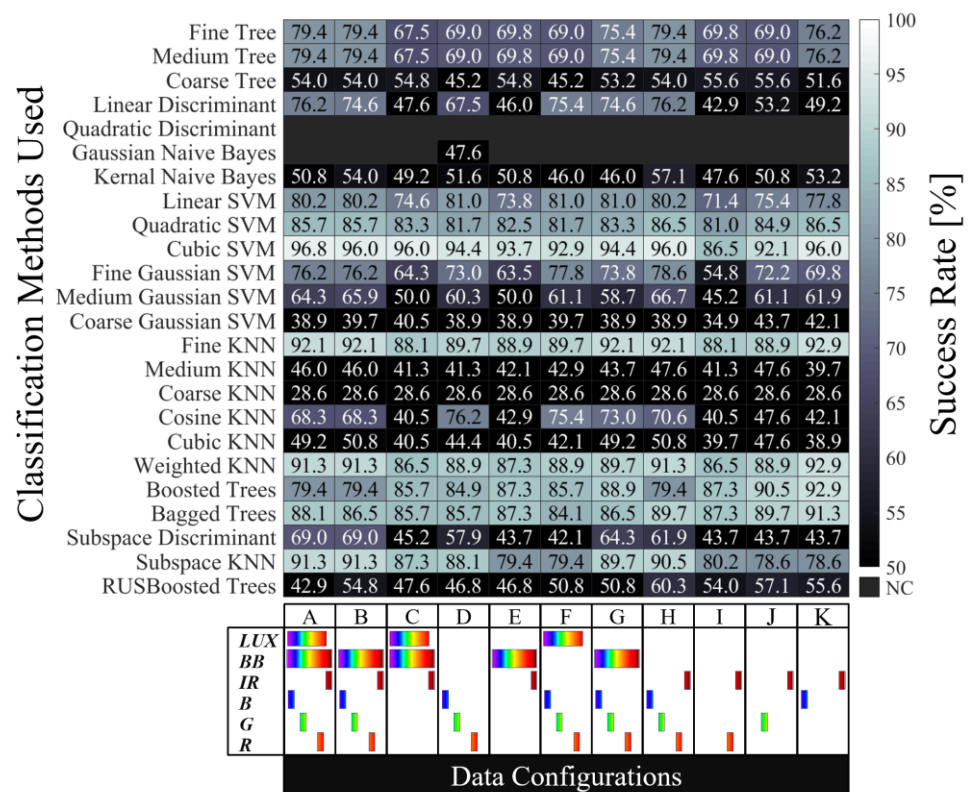 Classification Methods Used
Fine Tree 79.4 79.4 67.5 69.0 69.8 69.0 75.4 79.4 69.8 69.0 76.2
Medium Tree 79.4 79.4 67.5 69.0 69.8 69.0 75.4 79.4 69.8 69.0 76.2
Coarse Tree 54.0 54.0 54.8 45.2 54.8 45.2 53.2 54.0 55.6 55.6 51.6
Linear Discriminant 76.2 74.6 47.6 67.5 46.0 75.4 74.6 76.2 42.9 53.2 49.2
Quadratic Discriminant
Gaussian Naive Bayes 47.6
Kernal Naive Bayes 50.8 54.0 49.2 51.6 50.8 46.0 46.0 57.1 47.6 50.8 53.2
Linear SVM 80.2 80.2 74.6 81.0 73.8 81.0 81.0 80.2 71.4 75.4 77.8
Quadratic SVM 85.7 85.7 83.3 81.7 82.5 81.7 83.3 86.5 81.0 84.9 86.5
Cubic SVM 96.8 96.0 96.0 94.4 93.7 92.9 94.4 96.0 86.5 92.1 96.0
Fine Gaussian SVM 76.2 76.2 64.3 73.0 63.5 77.8 73.8 78.6 54.8 72.2 69.8
Medium Gaussian SVM 64.3 65.9 50.0 60.3 50.0 61.1 58.7 66.7 45.2 61.1 61.9
Coarse Gaussian SVM 38.9 39.7 40.5 38.9 38.9 39.7 38.9 38.9 34.9 43.7 42.1
Fine KNN 92.1 92.1 88.1 89.7 88.9 89.7 92.1 92.1 88.1 88.9 92.9
Medium KNN 46.0 46.0 41.3 41.3 42.1 42.9 43.7 47.6 41.3 47.6 39.7
Coarse KNN 28.6 28.6 28.6 28.6 28.6 28.6 28.6 28.6 28.6 28.6 28.6
Cosine KNN 68.3 68.3 40.5 76.2 42.9 75.4 73.0 70.6 40.5 47.6 42.1
Cubic KNN 49.2 50.8 40.5 44.4 40.5 42.1 49.2 50.8 39.7 47.6 38.9
Weighted KNN 91.3 91.3 86.5 88.9 87.3 88.9 89.7 91.3 86.5 88.9 92.9
Boosted Trees 79.4 79.4 85.7 84.9 87.3 85.7 88.9 79.4 87.3 90.5 92.9
Bagged Trees 88.1 86.5 85.7 85.7 87.3 84.1 86.5 89.7 87.3 89.7 91.3
Subspace Discriminant 69.0 69.0 45.2 57.9 43.7 42.1 64.3 61.9 43.7 43.7 43.7
Subspace KNN 91.3 91.3 87.3 88.1 79.4 79.4 89.7 90.5 80.2 78.6 78.6
RUSBoosted Trees 42.9 54.8 47.6 46.8 46.8 50.8 50.8 60.3 54.0 57.1 55.6
100
95
90
85
80
75
70
65
60
55
50
NC
Success Rate [%]
A B C D E F G H I J K
LUX
BB
IR
B
G
R
Data Configurations